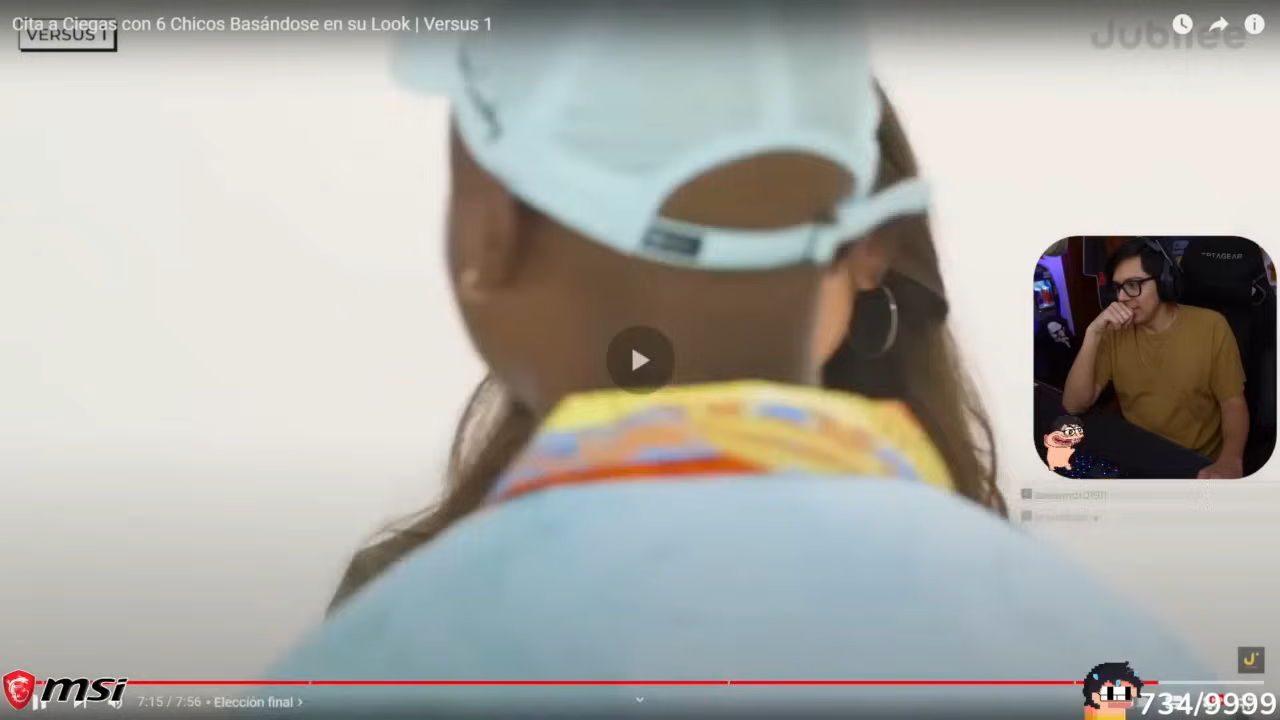 Cita a Ciegas con 6 Chicos Basándose en su Look | Versus 1
VERSUS 1
Jubilee
msi
7:15 / 7:56 • Elección final ›
734/9999